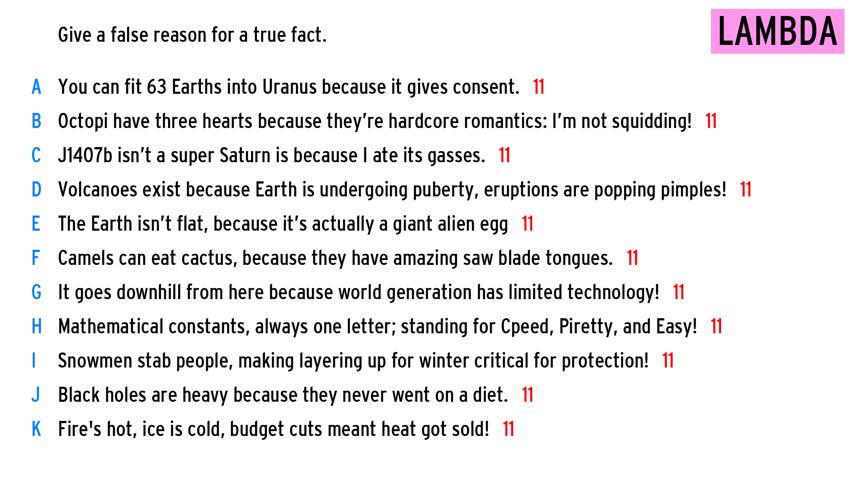 Give a false reason for a true fact.
LAMBDA
A You can fit 63 Earths into Uranus because it gives consent. 11
B Octopi have three hearts because they're hardcore romantics: I'm not squidding! 11
C J1407b isn't a super Saturn is because I ate its gasses. 11
D Volcanoes exist because Earth is undergoing puberty, eruptions are popping pimples! 11
E The Earth isn't flat, because it's actually a giant alien egg 11
F Camels can eat cactus, because they have amazing saw blade tongues. 11
G It goes downhill from here because world generation has limited technology! 11
H Mathematical constants, always one letter; standing for Cpeed, Piretty, and Easy! 11
I Snowmen stab people, making layering up for winter critical for protection! 11
J Black holes are heavy because they never went on a diet. 11
K Fire's hot, ice is cold, budget cuts meant heat got sold! 11